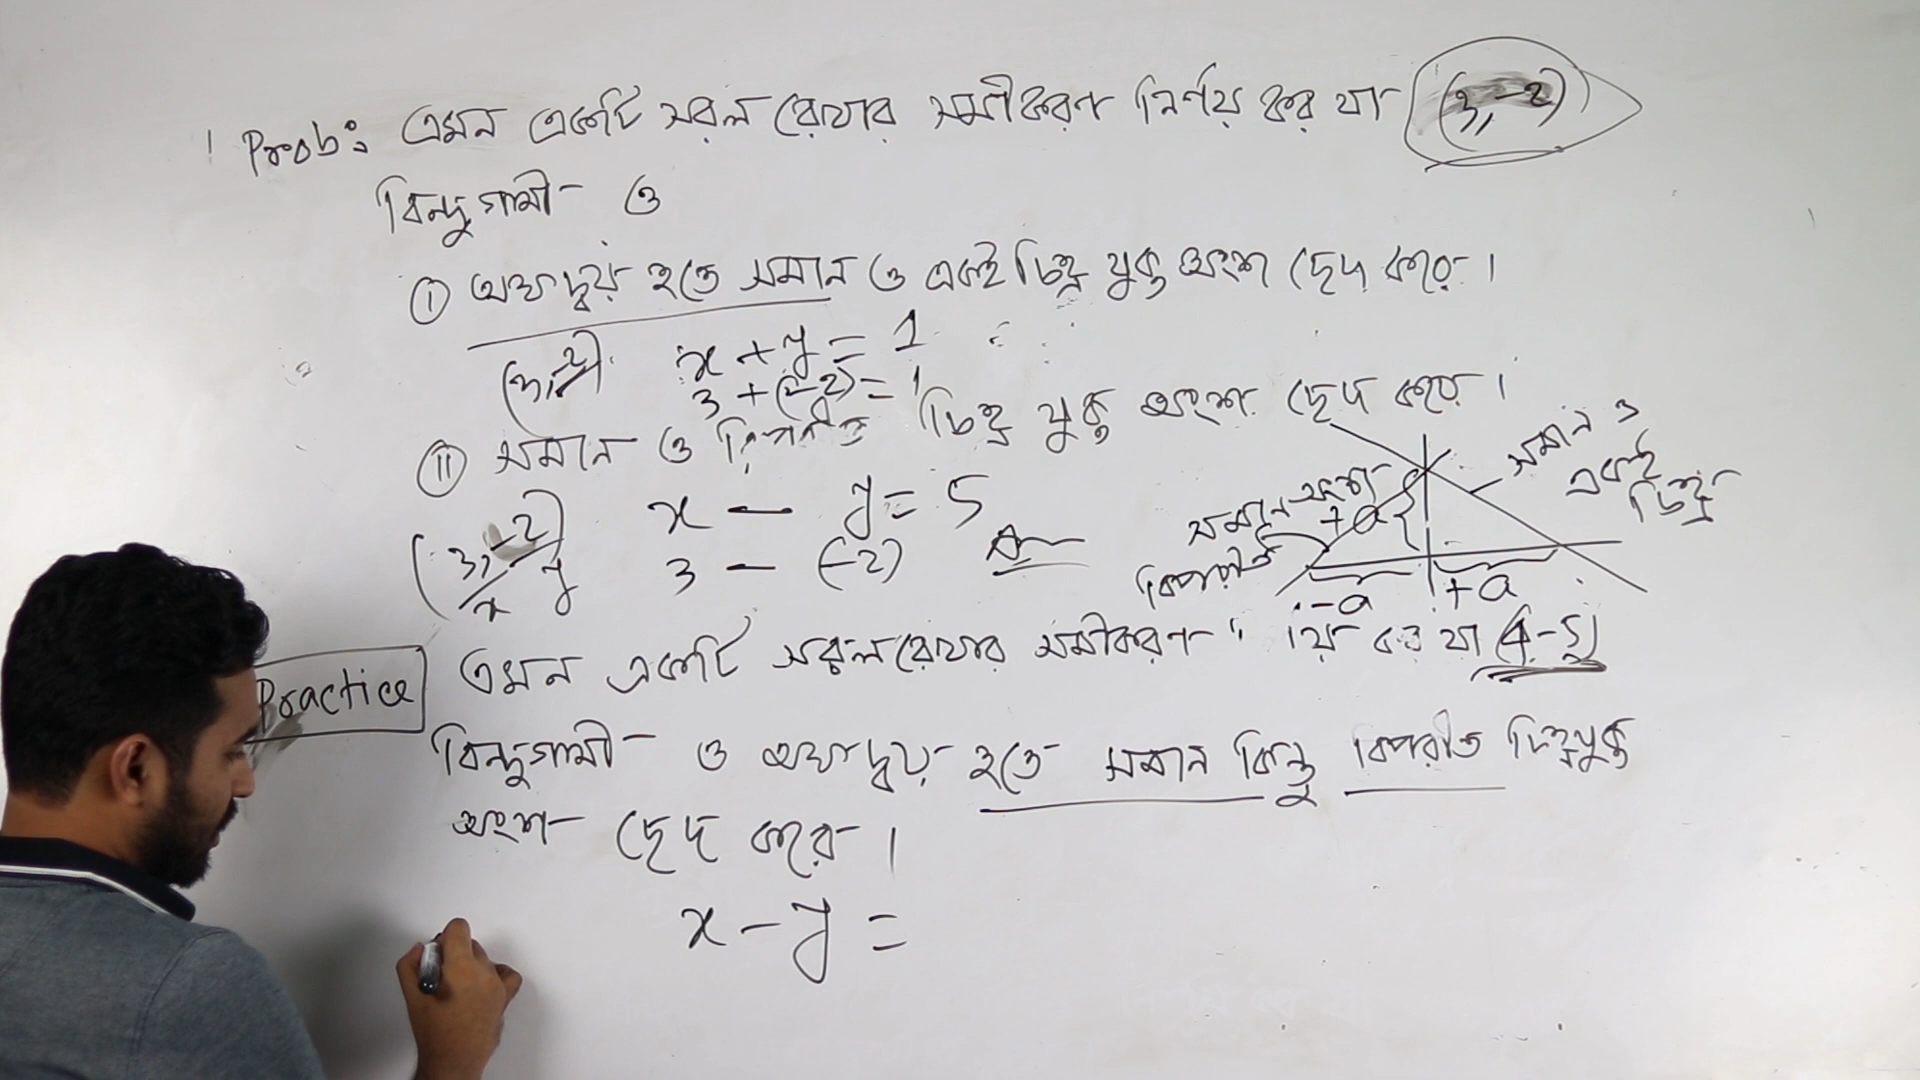 Prob: এমন একটি সরল রেখার সমীকরণ নির্ণয় কর যা (3,-2)
বিন্দুগামী ও
(i) অক্ষদ্বয় হতে সমান ও একই চিহ্ন যুক্ত অংশ ছেদ করে।
(3,-2) x + y = 1
3 + (-2) = 1
(ii) সমান ও বিপরীত চিহ্ন যুক্ত অংশ ছেদ করে।
(3,-2) x - y = 5
x y 3 - (-2)
সমান অংশ
বিপরীত
+a
-a +a
সমান ও
একই
চিহ্ন
Practice এমন একটি সরলরেখার সমীকরণ কর যা (4,-5)
বিন্দুগামী ও অক্ষদ্বয় হতে সমান কিন্তু বিপরীত চিহ্নযুক্ত
অংশ ছেদ করে।
x - y =